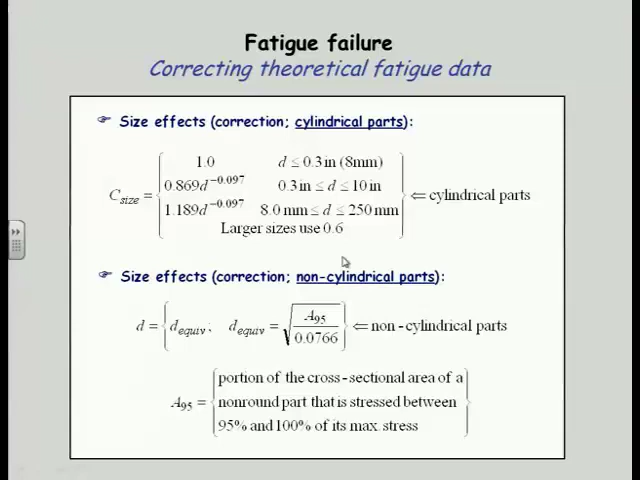 Fatigue failure
Correcting theoretical fatigue data
☞ Size effects (correction; cylindrical parts):
1.0 d ≤ 0.3 in (8mm)
C_size = 0.869d^−0.097 0.3 in ≤ d ≤ 10 in ⇐ cylindrical parts
1.189d^−0.097 8.0 mm ≤ d ≤ 250 mm
Larger sizes use 0.6
☞ Size effects (correction; non-cylindrical parts):
d = { d_equiv; d_equiv = √(A_95 / 0.0766) } ⇐ non-cylindrical parts
portion of the cross-sectional area of a
A_95 = nonround part that is stressed between
95% and 100% of its max. stress